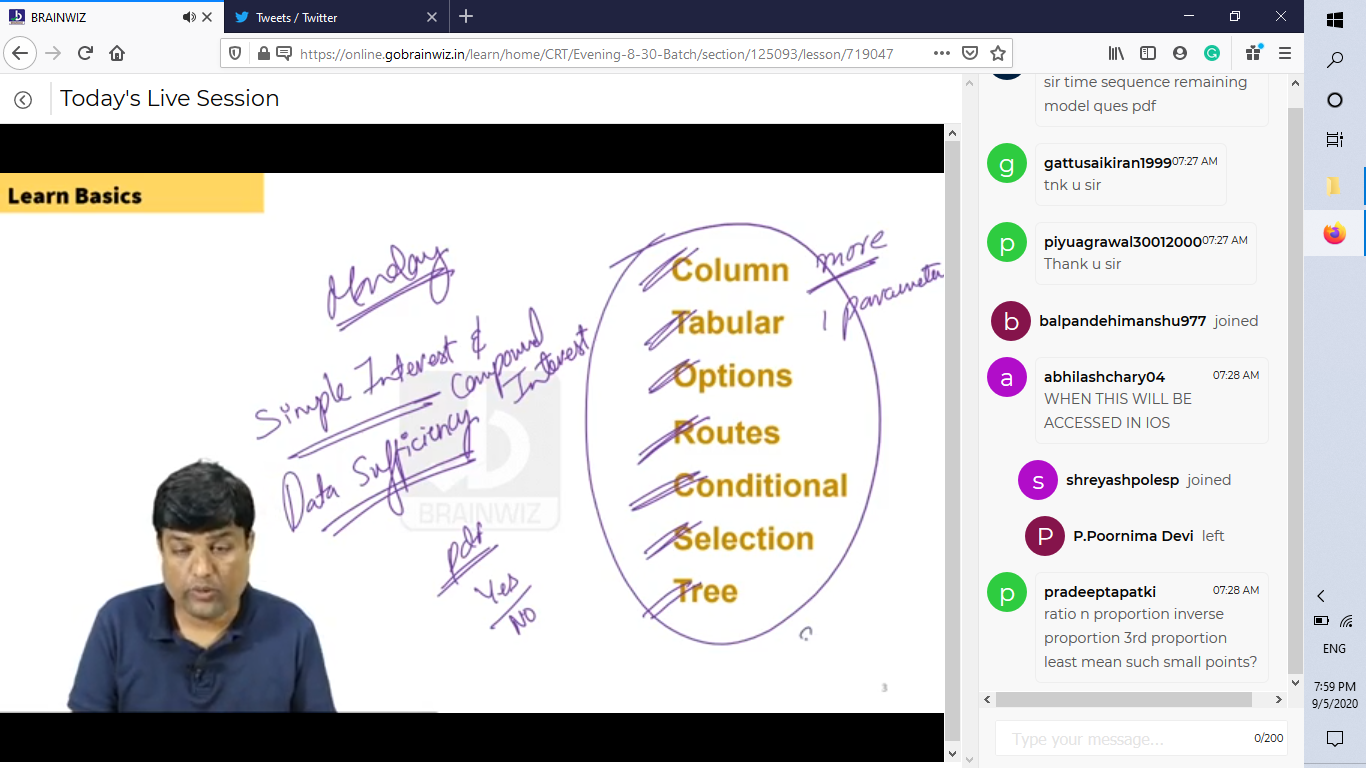 BRAINWIZ
Tweets / Twitter
https://online.gobrainwiz.in/learn/home/CRT/Evening-8-30-Batch/section/125093/lesson/719047
Today's Live Session
Learn Basics
Monday
Simple Interest &
Compound
Interest
Data Sufficiency
pdf
Yes
No
BRAINWIZ
Column
Tabular
Options
Routes
Conditional
Selection
Tree
more
1 parameter
3
sir time sequence remaining
model ques pdf
g
gattusaikiran1999 07:27 AM
tnk u sir
p
piyuagrawal30012000 07:27 AM
Thank u sir
b
balpandehimanshu977 joined
a
abhilashchary04 07:28 AM
WHEN THIS WILL BE
ACCESSED IN IOS
s
shreyashpolesp joined
P
P.Poornima Devi left
p
pradeeptapatki 07:28 AM
ratio n proportion inverse
proportion 3rd proportion
least mean such small points?
Type your message...
0/200
ENG
7:59 PM
9/5/2020